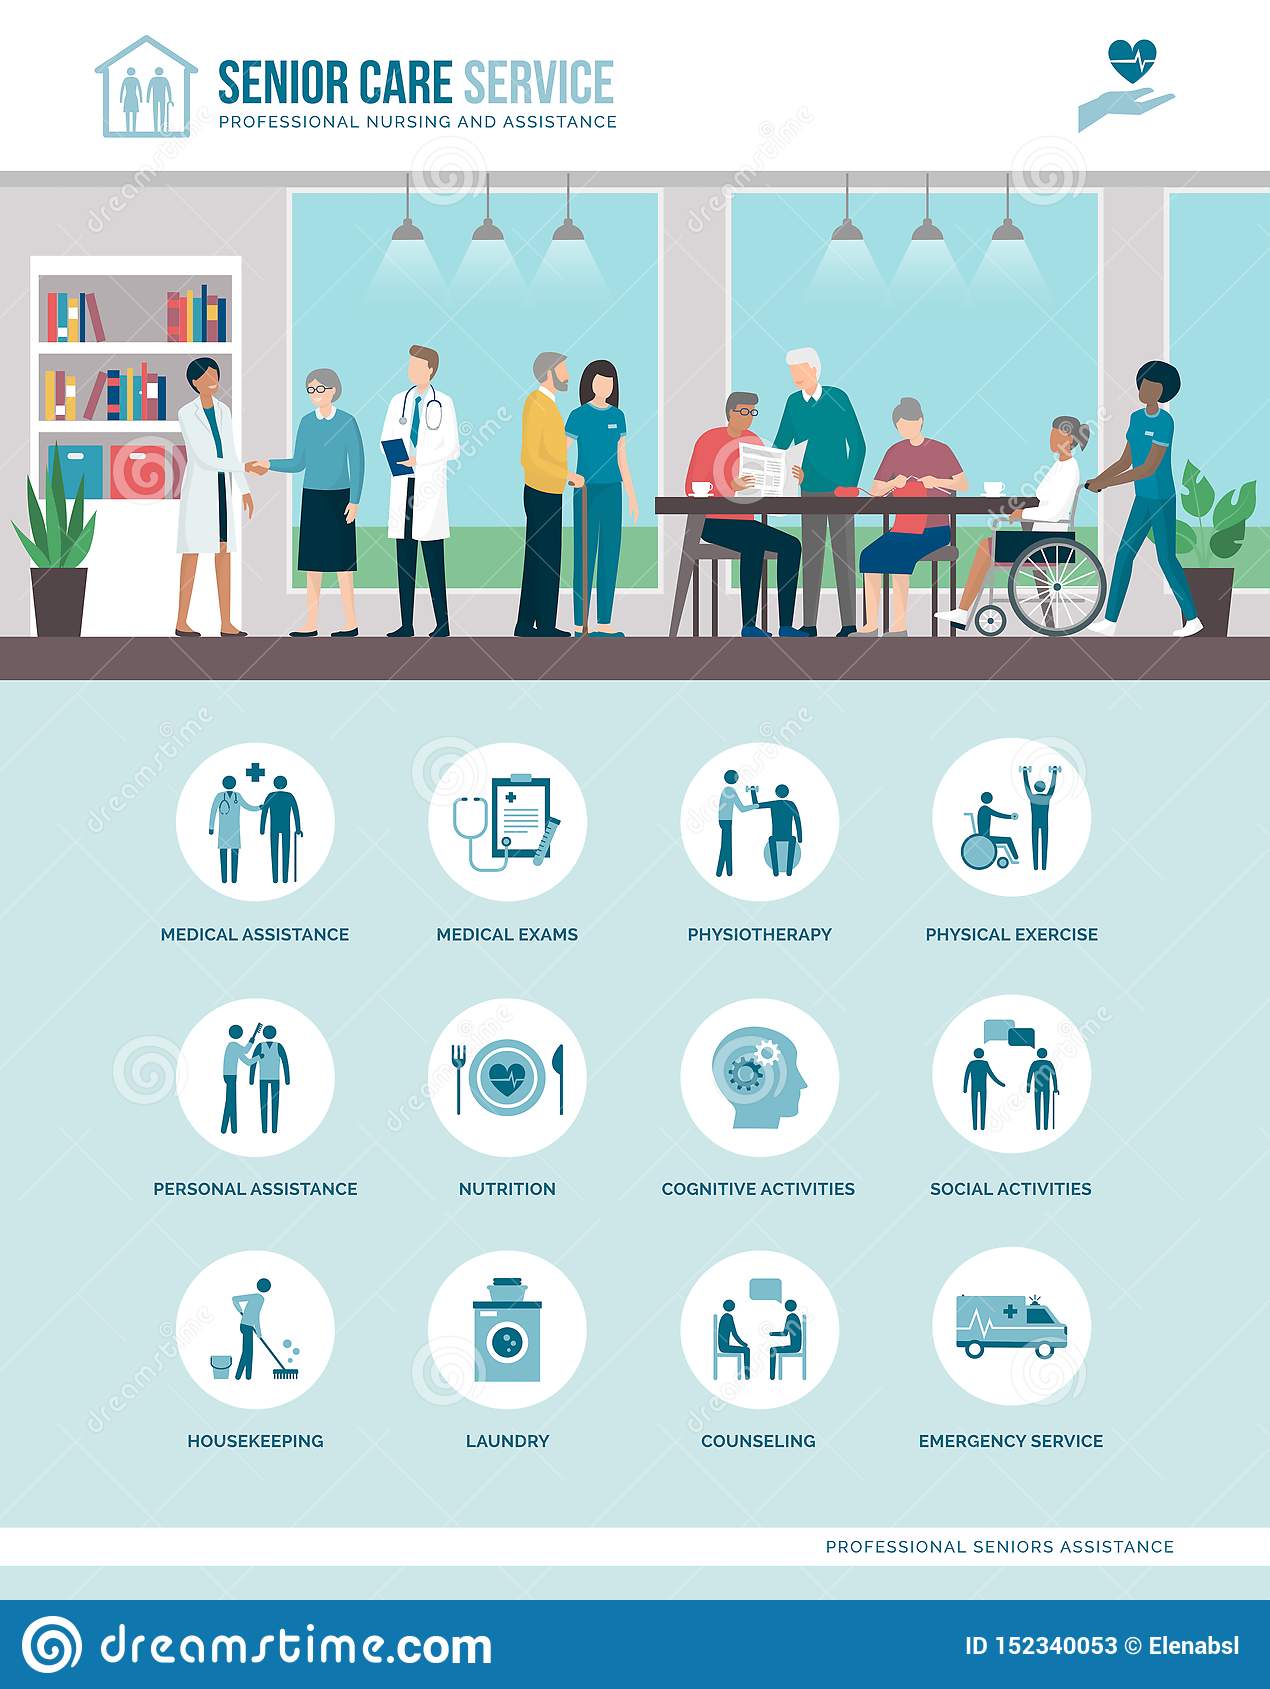 SENIOR CARE SERVICE
PROFESSIONAL NURSING AND ASSISTANCE
MEDICAL ASSISTANCE
MEDICAL EXAMS
PHYSIOTHERAPY
PHYSICAL EXERCISE
PERSONAL ASSISTANCE
NUTRITION
COGNITIVE ACTIVITIES
SOCIAL ACTIVITIES
HOUSEKEEPING
LAUNDRY
COUNSELING
EMERGENCY SERVICE
PROFESSIONAL SENIORS ASSISTANCE
dreamstime.com
ID 152340053 © Elenabsl